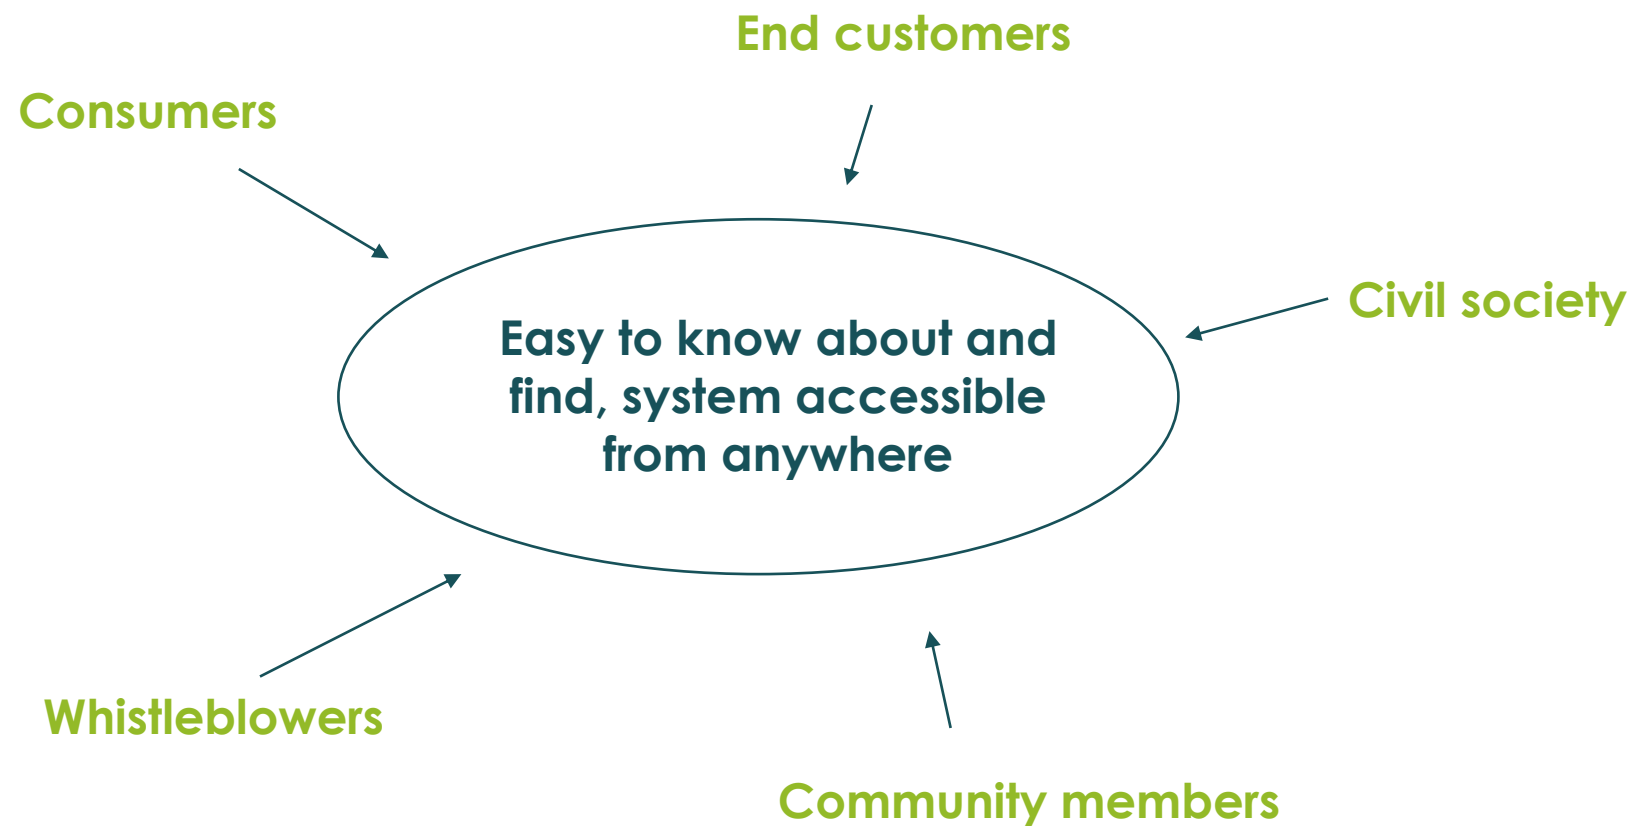 End customers
Consumers
Civil society
Easy to know about and
find, system accessible
from anywhere
Whistleblowers
Community members